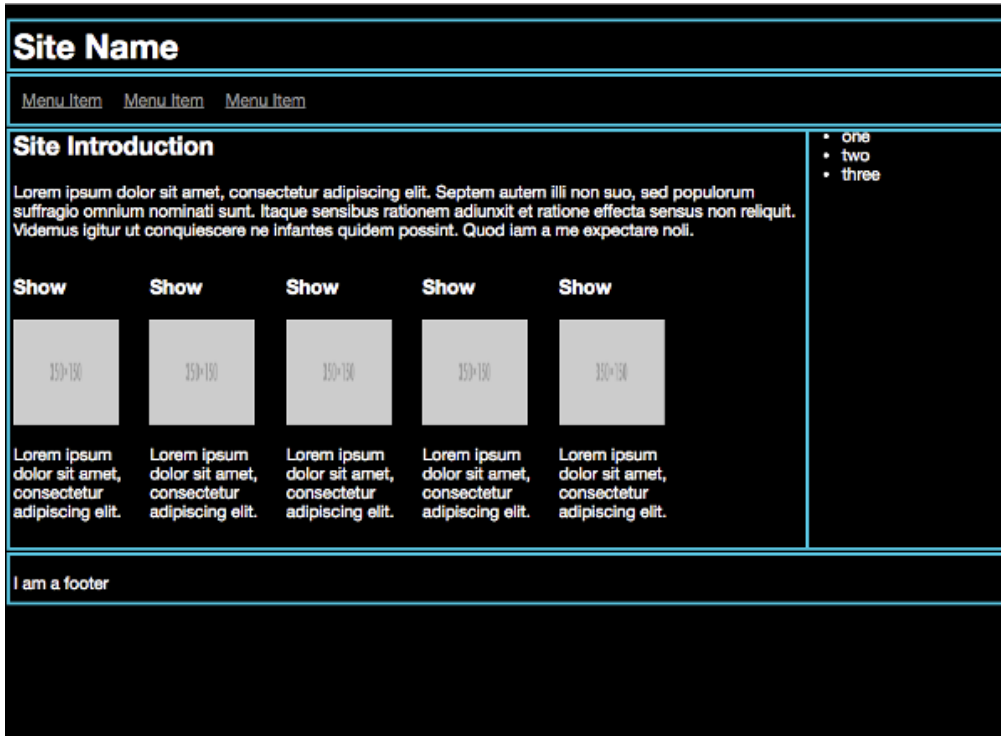 Site Name
Menu Item Menu Item Menu Item
Site Introduction
Lorem ipsum dolor sit amet, consectetur adipiscing elit. Septem autem illi non suo, sed populorum
suffragio omnium nominati sunt. Itaque sensibus rationem adiunxit et ratione effecta sensus non reliquit.
Videmus igitur ut conquiescere ne infantes quidem possint. Quod iam a me expectare noli.
• one
• two
• three
Show Show Show Show Show
150×150 150×150 150×150 150×150 150×150
Lorem ipsum Lorem ipsum Lorem ipsum Lorem ipsum Lorem ipsum
dolor sit amet, dolor sit amet, dolor sit amet, dolor sit amet, dolor sit amet,
consectetur consectetur consectetur consectetur consectetur
adipiscing elit. adipiscing elit. adipiscing elit. adipiscing elit. adipiscing elit.
I am a footer